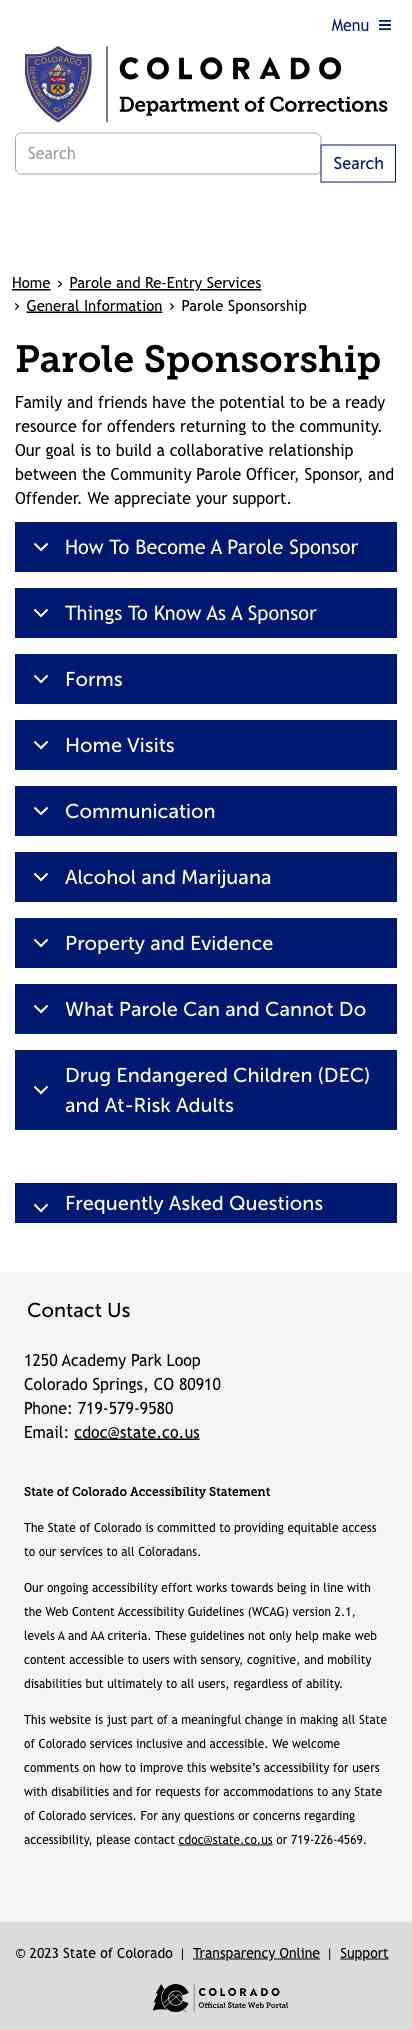 Menu
COLORADO
Department of Corrections
Search
Search
Home › Parole and Re-Entry Services
› General Information › Parole Sponsorship
Parole Sponsorship
Family and friends have the potential to be a ready
resource for offenders returning to the community.
Our goal is to build a collaborative relationship
between the Community Parole Officer, Sponsor, and
Offender. We appreciate your support.
How To Become A Parole Sponsor
Things To Know As A Sponsor
Forms
Home Visits
Communication
Alcohol and Marijuana
Property and Evidence
What Parole Can and Cannot Do
Drug Endangered Children (DEC)
and At-Risk Adults
Frequently Asked Questions
Contact Us
1250 Academy Park Loop
Colorado Springs, CO 80910
Phone: 719-579-9580
Email: cdoc@state.co.us
State of Colorado Accessibility Statement
The State of Colorado is committed to providing equitable access
to our services to all Coloradans.
Our ongoing accessibility effort works towards being in line with
the Web Content Accessibility Guidelines (WCAG) version 2.1,
levels A and AA criteria. These guidelines not only help make web
content accessible to users with sensory, cognitive, and mobility
disabilities but ultimately to all users, regardless of ability.
This website is just part of a meaningful change in making all State
of Colorado services inclusive and accessible. We welcome
comments on how to improve this website's accessibility for users
with disabilities and for requests for accommodations to any State
of Colorado services. For any questions or concerns regarding
accessibility, please contact cdoc@state.co.us or 719-226-4569.
© 2023 State of Colorado | Transparency Online | Support
COLORADO
Official State Web Portal